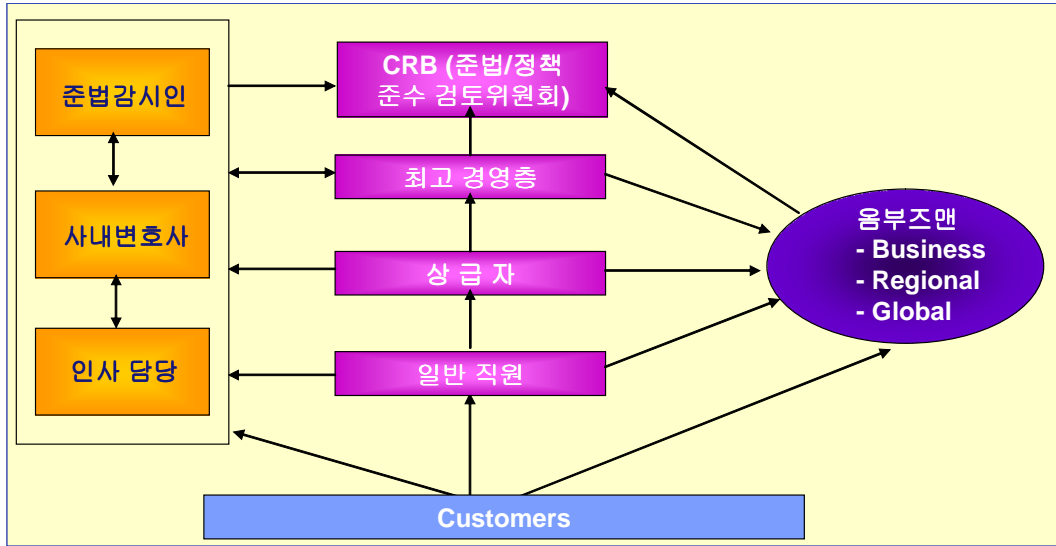 준법감시인
사내변호사
인사 담당
CRB (준법/정책
준수 검토위원회)
최고 경영층
상 급 자
일반 직원
옴부즈맨
- Business
- Regional
- Global
Customers